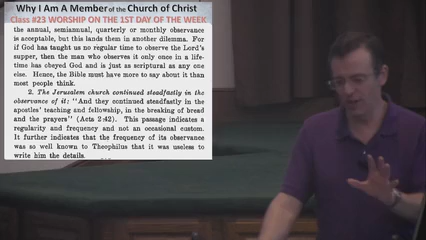 Why I Am A Member of the Church of Christ
Class #23 WORSHIP ON THE 1ST DAY OF THE WEEK
the annual, semiannual, quarterly or monthly observance
is acceptable, but this lands them in another dilemma. For
if God has taught us no regular time to observe the Lord's
supper, then the man who observes it only once in a life-
time has obeyed God and is just as scriptural as any one
else. Hence, the Bible must have more to say about it than
most people think.
2. The Jerusalem church continued steadfastly in the
observance of it: "And they continued steadfastly in the
apostles' teaching and fellowship, in the breaking of bread
and the prayers" (Acts 2:42). This passage indicates a
regularity and frequency and not an occasional custom.
It further indicates that the frequency of its observance
was so well known to Theophilus that it was useless to
write him the details.